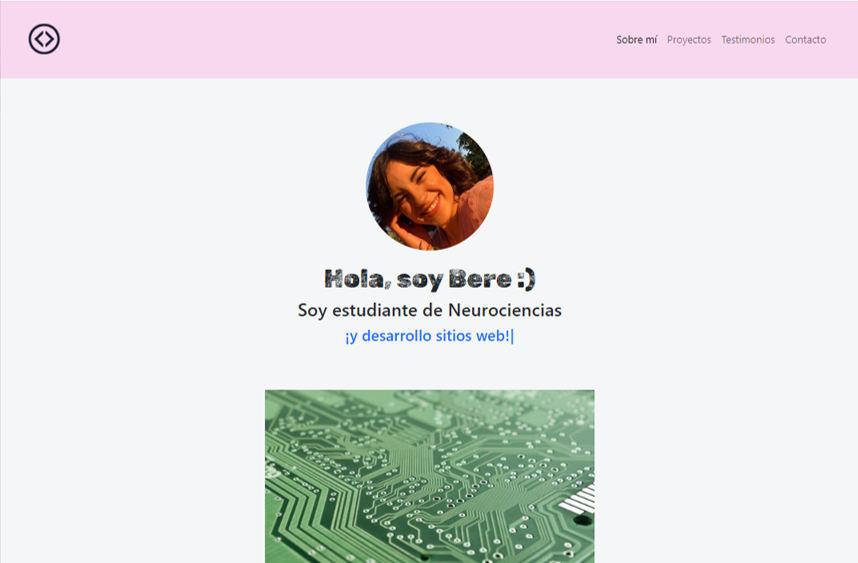 Sobre mí Proyectos Testimonios Contacto
Hola, soy Bere :)
Soy estudiante de Neurociencias
¡y desarrollo sitios web!|